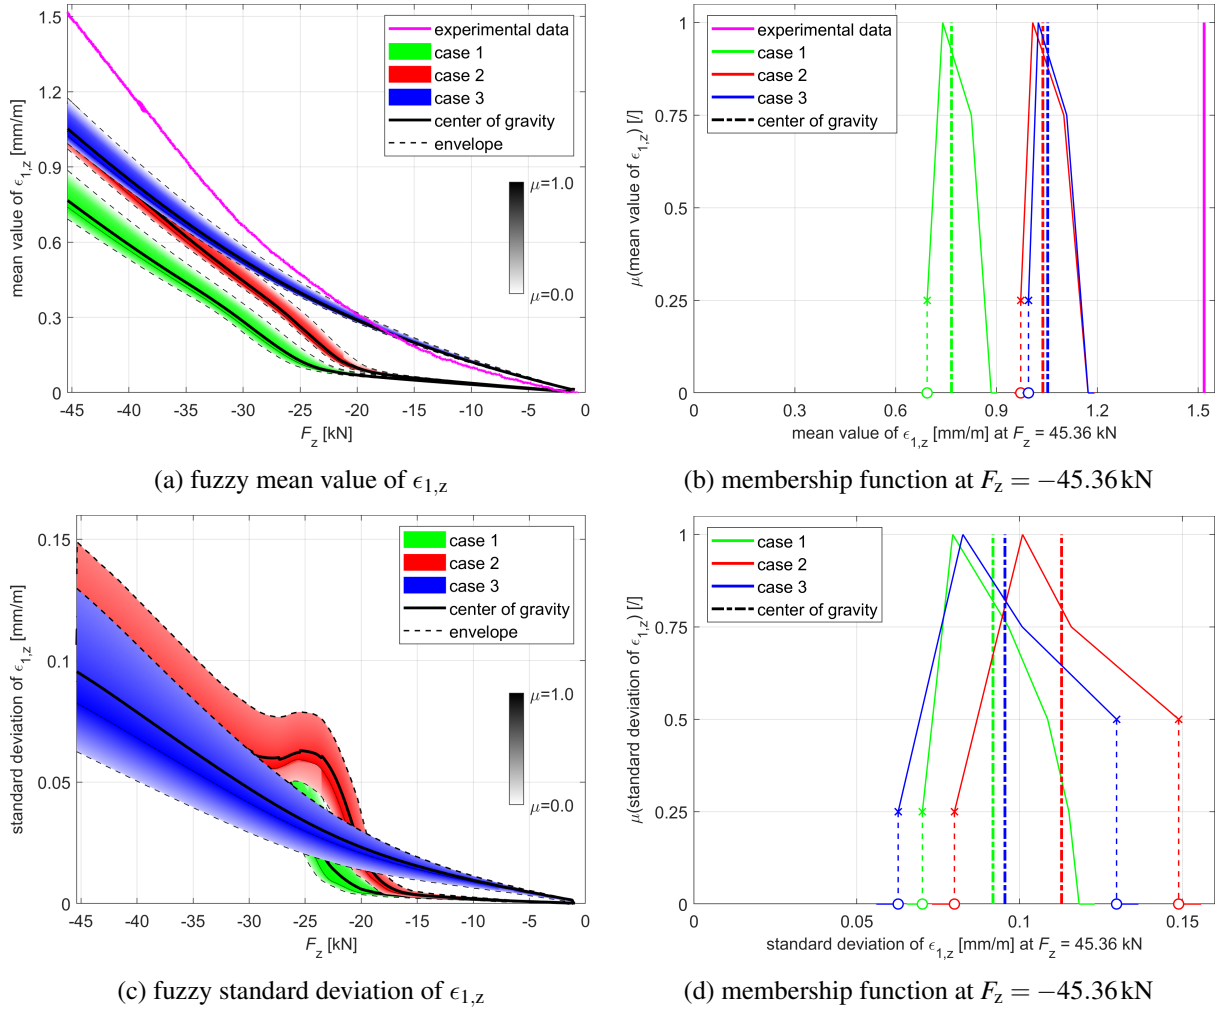 1.5
1.2
0.9
0.6
0.3
0
mean value of ϵ1,z [mm/m]
experimental data
case 1
case 2
case 3
center of gravity
envelope
μ=1.0
μ=0.0
-45 -40 -35 -30 -25 -20 -15 -10 -5 0
Fz [kN]
(a) fuzzy mean value of ϵ1,z
1
0.75
0.5
0.25
0
μ(mean value of ϵ1,z) [/]
experimental data
case 1
case 2
case 3
center of gravity
0 0.3 0.6 0.9 1.2 1.5
mean value of ϵ1,z [mm/m] at Fz = 45.36 kN
(b) membership function at Fz = −45.36 kN
0.15
0.1
0.05
0
standard deviation of ϵ1,z [mm/m]
case 1
case 2
case 3
center of gravity
envelope
μ=1.0
μ=0.0
-45 -40 -35 -30 -25 -20 -15 -10 -5 0
Fz [kN]
(c) fuzzy standard deviation of ϵ1,z
1
0.75
0.5
0.25
0
μ(standard deviation of ϵ1,z) [/]
case 1
case 2
case 3
center of gravity
0 0.05 0.1 0.15
standard deviation of ϵ1,z [mm/m] at Fz = 45.36 kN
(d) membership function at Fz = −45.36 kN